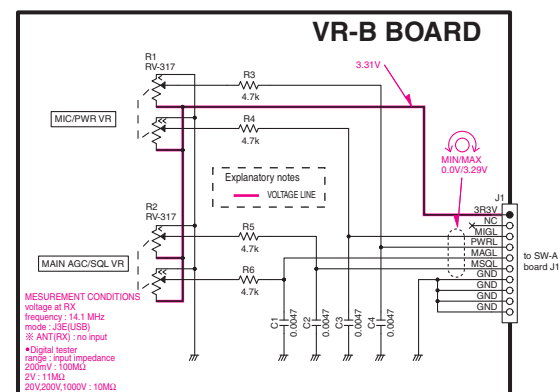 VR-B BOARD
R1
RV-317
3.31V
R3
4.7k
MIC/PWR VR
R4
4.7k
MIN/MAX
0.0V/3.29V
Explanatory notes
VOLTAGE LINE
J1
3R3V
NC
MIGL
PWRL
MAGL
MSQL
GND
GND
GND
GND
to SW-A
board J1
R2
RV-317
R5
4.7k
MAIN AGC/SQL VR
R6
4.7k
C1
0.0047
C2
0.0047
C3
0.0047
C4
0.0047
MESUREMENT CONDITIONS
voltage at RX
frequency : 14.1 MHz
mode : J3E(USB)
※ ANT(RX) : no input
•Digital tester
range : input impedance
200mV : 100MΩ
2V : 11MΩ
20V,200V,1000V : 10MΩ